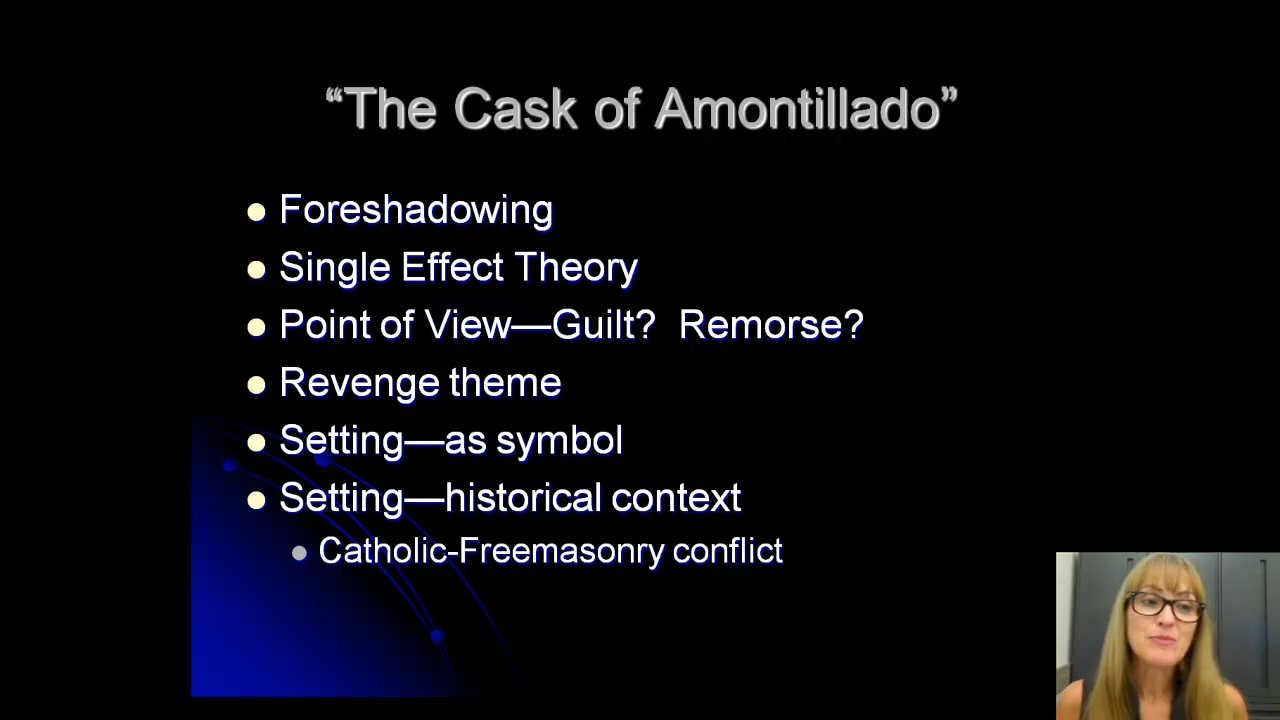 “The Cask of Amontillado”
Foreshadowing
Single Effect Theory
Point of View—Guilt?  Remorse?
Revenge theme
Setting—as symbol
Setting—historical context
Catholic-Freemasonry conflict